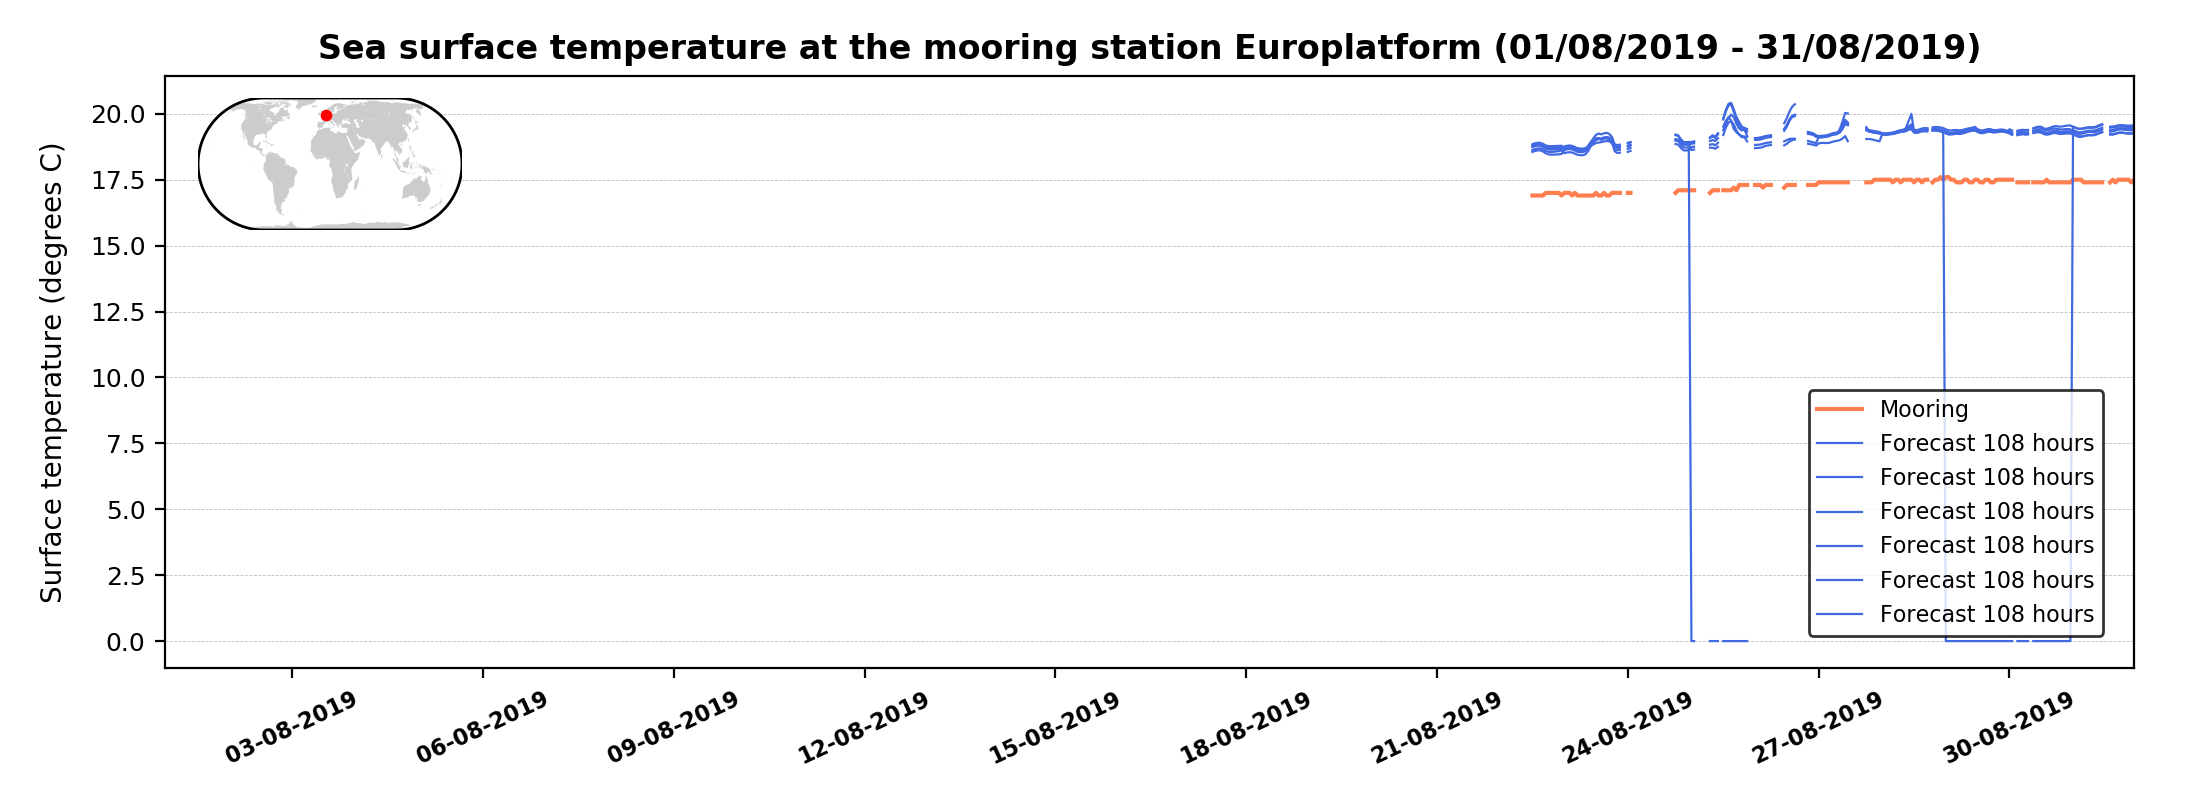 Sea surface temperature at the mooring station Europlatform (01/08/2019 - 31/08/2019)
Surface temperature (degrees C)
20.0
17.5
15.0
12.5
10.0
7.5
5.0
2.5
0.0
Mooring
Forecast 108 hours
Forecast 108 hours
Forecast 108 hours
Forecast 108 hours
Forecast 108 hours
Forecast 108 hours
03-08-2019
06-08-2019
09-08-2019
12-08-2019
15-08-2019
18-08-2019
21-08-2019
24-08-2019
27-08-2019
30-08-2019